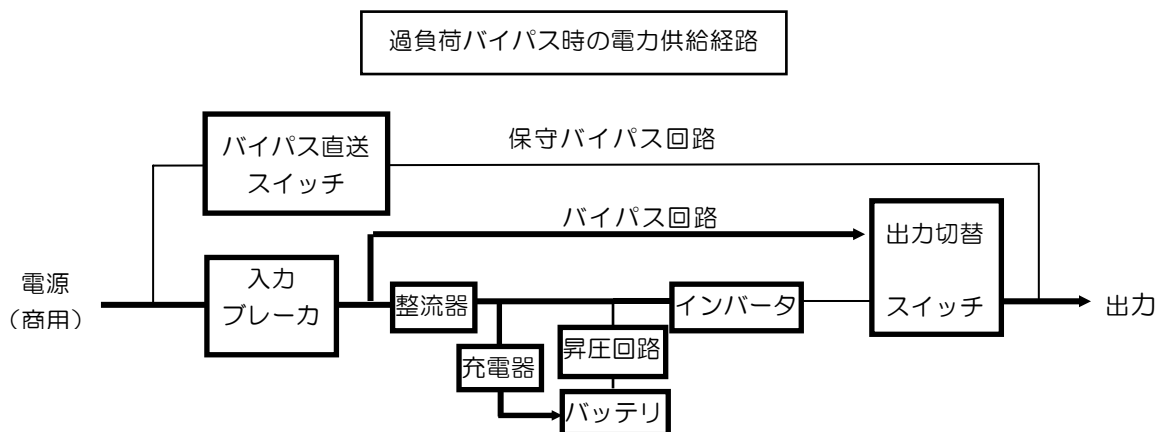 過負荷バイパス時の電力供給経路
バイパス直送
スイッチ
保守バイパス回路
バイパス回路
出力切替
スイッチ
電源
（商用）
入力
ブレーカ
整流器
インバータ
出力
充電器
昇圧回路
バッテリ